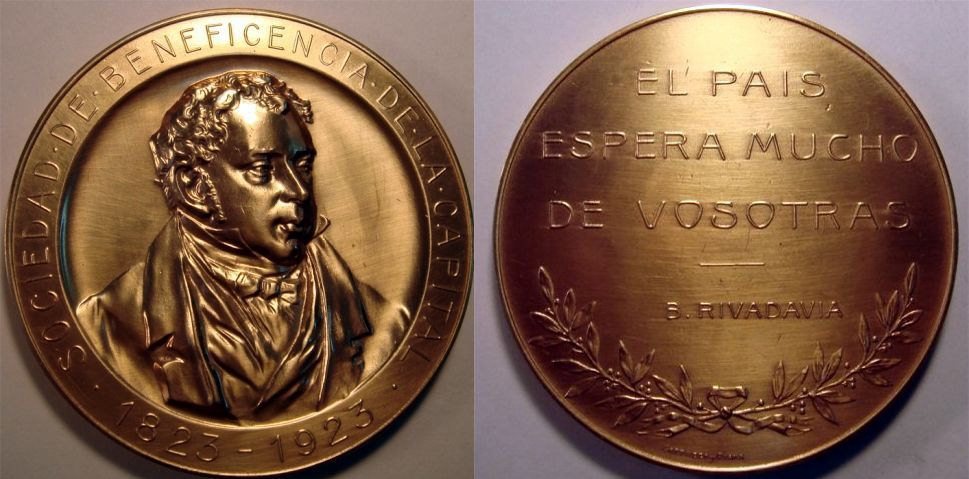 SOCIEDAD·DE·BENEFICENCIA·DE·LA·CAPITAL·
1823-1923
EL PAIS
ESPERA MUCHO
DE VOSOTRAS
B. RIVADAVIA